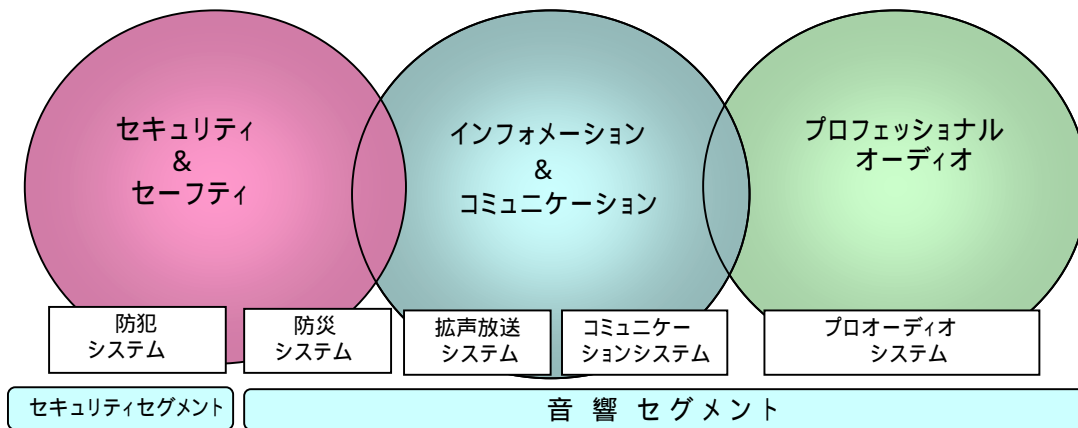 セキュリティ
&
セーフティ
インフォメーション
&
コミュニケーション
プロフェッショナル
オーディオ
防犯
システム
防災
システム
拡声放送
システム
コミュニケー
ションシステム
プロオーディオ
システム
セキュリティセグメント
音 響 セグメント